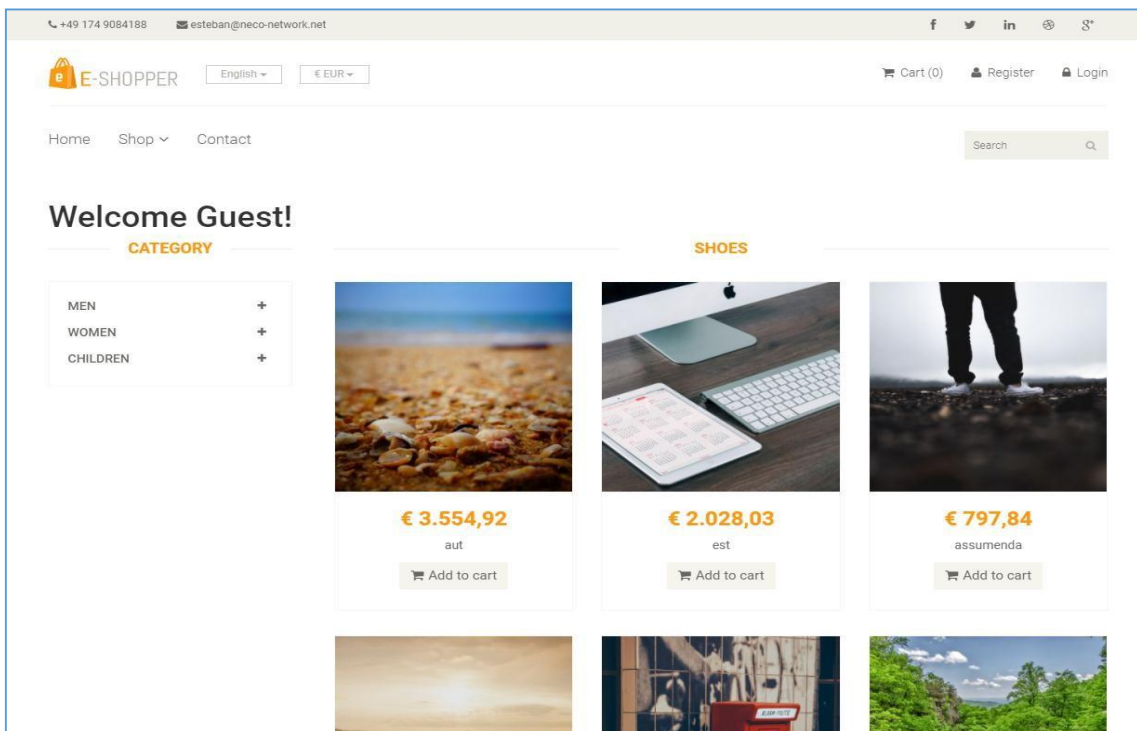 +49 174 9084188 esteban@neco-network.net
E-SHOPPER English € EUR Cart (0) Register Login
Home Shop Contact Search
Welcome Guest!
CATEGORY
MEN
WOMEN
CHILDREN
SHOES
€ 3.554,92 € 2.028,03 € 797,84
aut est assumenda
Add to cart Add to cart Add to cart